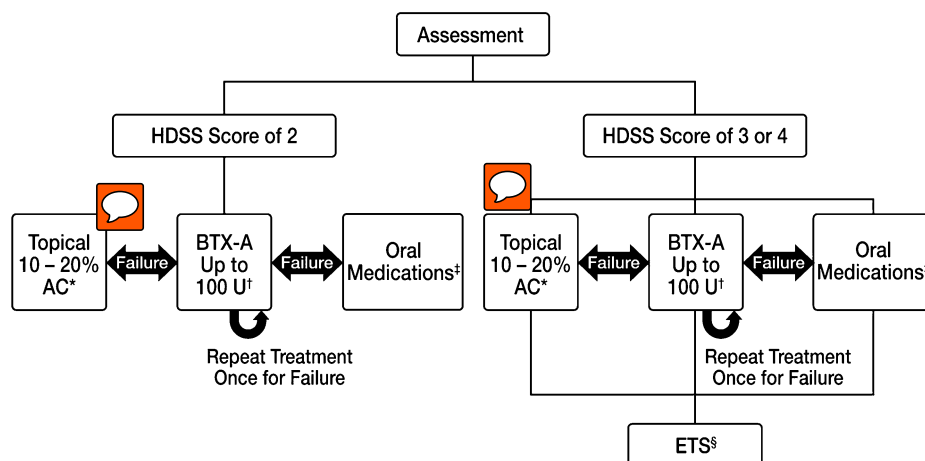 Assessment
HDSS Score of 2
HDSS Score of 3 or 4
Topical
10 – 20%
AC*
Failure
BTX-A
Up to
100 U†
Failure
Oral
Medications‡
Repeat Treatment
Once for Failure
Topical
10 – 20%
AC*
Failure
BTX-A
Up to
100 U†
Failure
Oral
Medications
Repeat Treatment
Once for Failure
ETS§